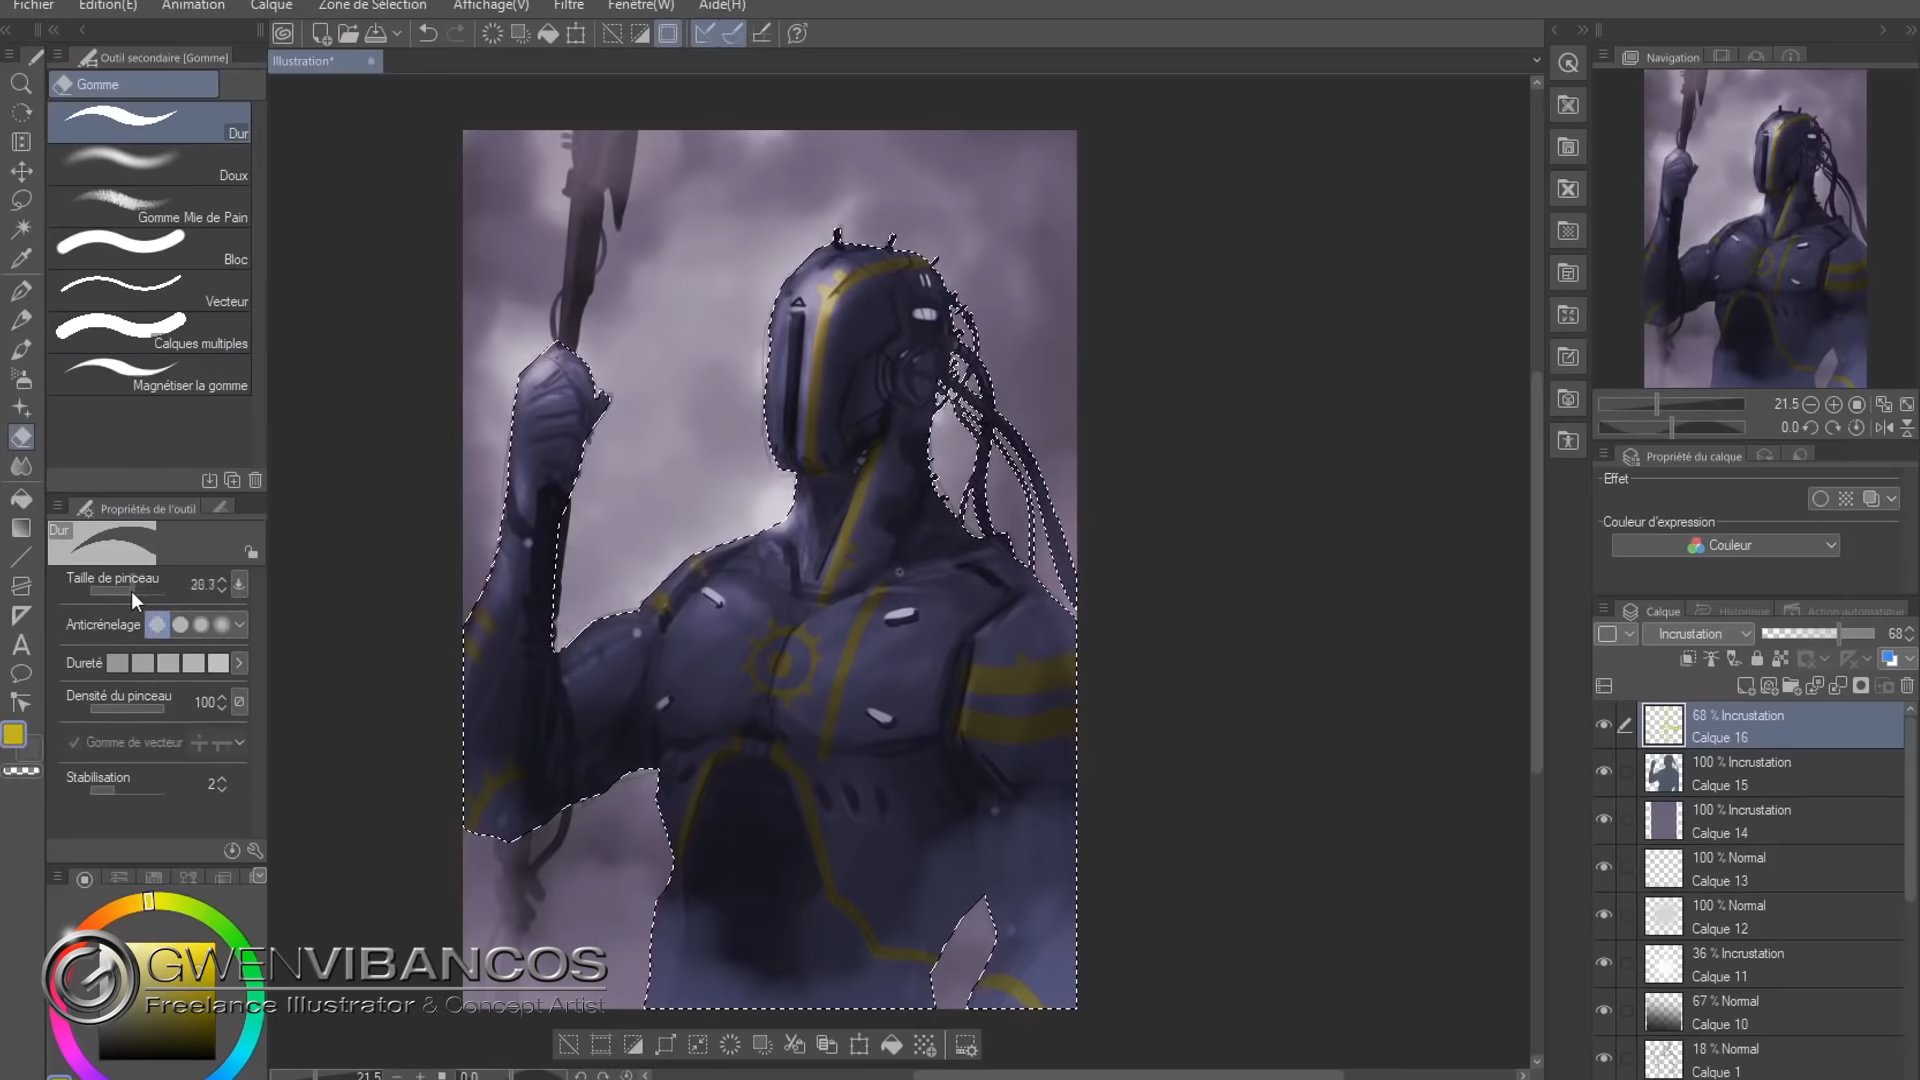 Fichier
Edition(E)
Animation
Calque
Zone de Sélection
Affichage(V)
Filtre
Fenêtre(W)
Aide(H)
Outil secondaire [Gomme]
Gomme
Dur
Doux
Gomme Mie de Pain
Bloc
Vecteur
Calques multiples
Magnétiser la gomme
Propriétés de l'outil
Dur
Taille de pinceau 28.3
Anticrénelage
Dureté
Densité du pinceau 100
Gomme de vecteur
Stabilisation 2
GWENVIBANCOS
Freelance Illustrator & Concept Artist
Illustration*
21.5
0.0
Navigation
21.5
0.0
Propriété du calque
Effet
Couleur d'expression
Couleur
Calque
Historique
Action automatique
Incrustation
68
68 % Incrustation
Calque 16
100 % Incrustation
Calque 15
100 % Incrustation
Calque 14
100 % Normal
Calque 13
100 % Normal
Calque 12
36 % Incrustation
Calque 11
67 % Normal
Calque 10
18 % Normal
Calque 1